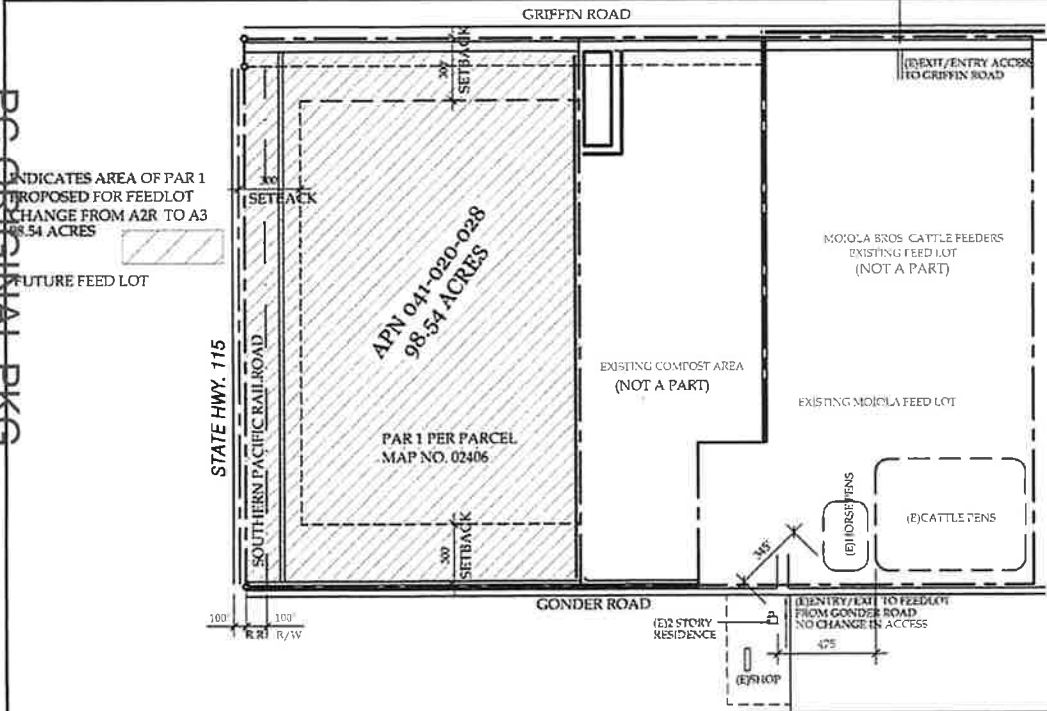 GRIFFIN ROAD
(E)EXIT/ENTRY ACCESS
TO GRIFFIN ROAD
300'
SETBACK
PC ORIGINAL PKG
INDICATES AREA OF PAR 1
PROPOSED FOR FEEDLOT
CHANGE FROM A2R TO A3
98.54 ACRES
FUTURE FEED LOT
300'
SETBACK
APN 041-020-028
98.54 ACRES
MOIOLA BROS. CATTLE FEEDERS
EXISTING FEED LOT
(NOT A PART)
STATE HWY. 115
SOUTHERN PACIFIC RAILROAD
EXISTING COMPOST AREA
(NOT A PART)
EXISTING MOIOLA FEED LOT
PAR 1 PER PARCEL
MAP NO. 02406
(E)HORSE PENS
(E)CATTLE PENS
300'
SETBACK
345'
GONDER ROAD
100'
R.R.
100'
R/W
(E)2 STORY
RESIDENCE
(E)ENTRY/EXIT TO FEEDLOT
FROM GONDER ROAD
NO CHANGE IN ACCESS
475'
(E)SHOP